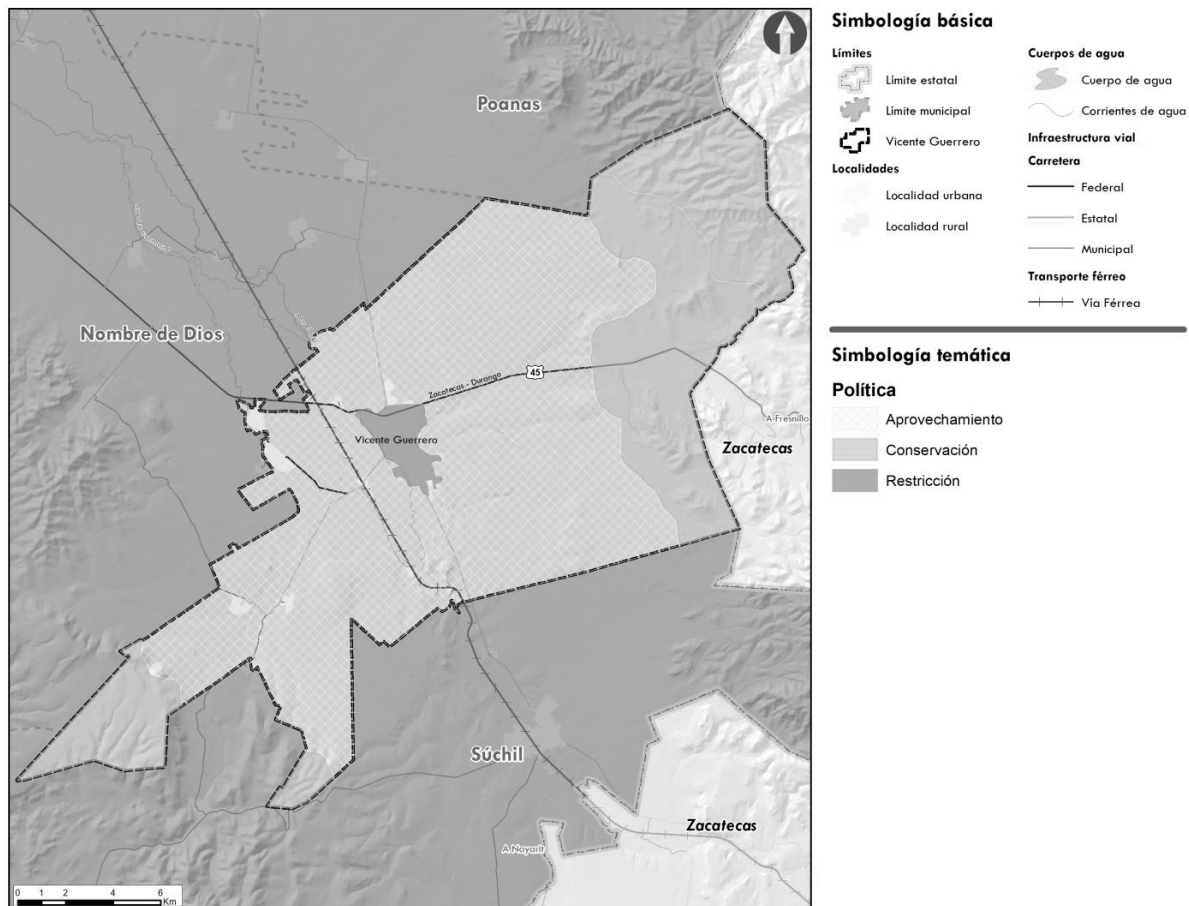 Poanas
Nombre de Dios
Zacatecas - Durango
45
Vicente Guerrero
A Fresnillo
Zacatecas
Súchil
Zacatecas
A Nayarit
0 1 2 4 6
Km
Simbología básica
Límites
Límite estatal
Límite municipal
Vicente Guerrero
Localidades
Localidad urbana
Localidad rural
Cuerpos de agua
Cuerpo de agua
Corrientes de agua
Infraestructura vial
Carretera
Federal
Estatal
Municipal
Transporte férreo
Vía Férrea
Simbología temática
Política
Aprovechamiento
Conservación
Restricción